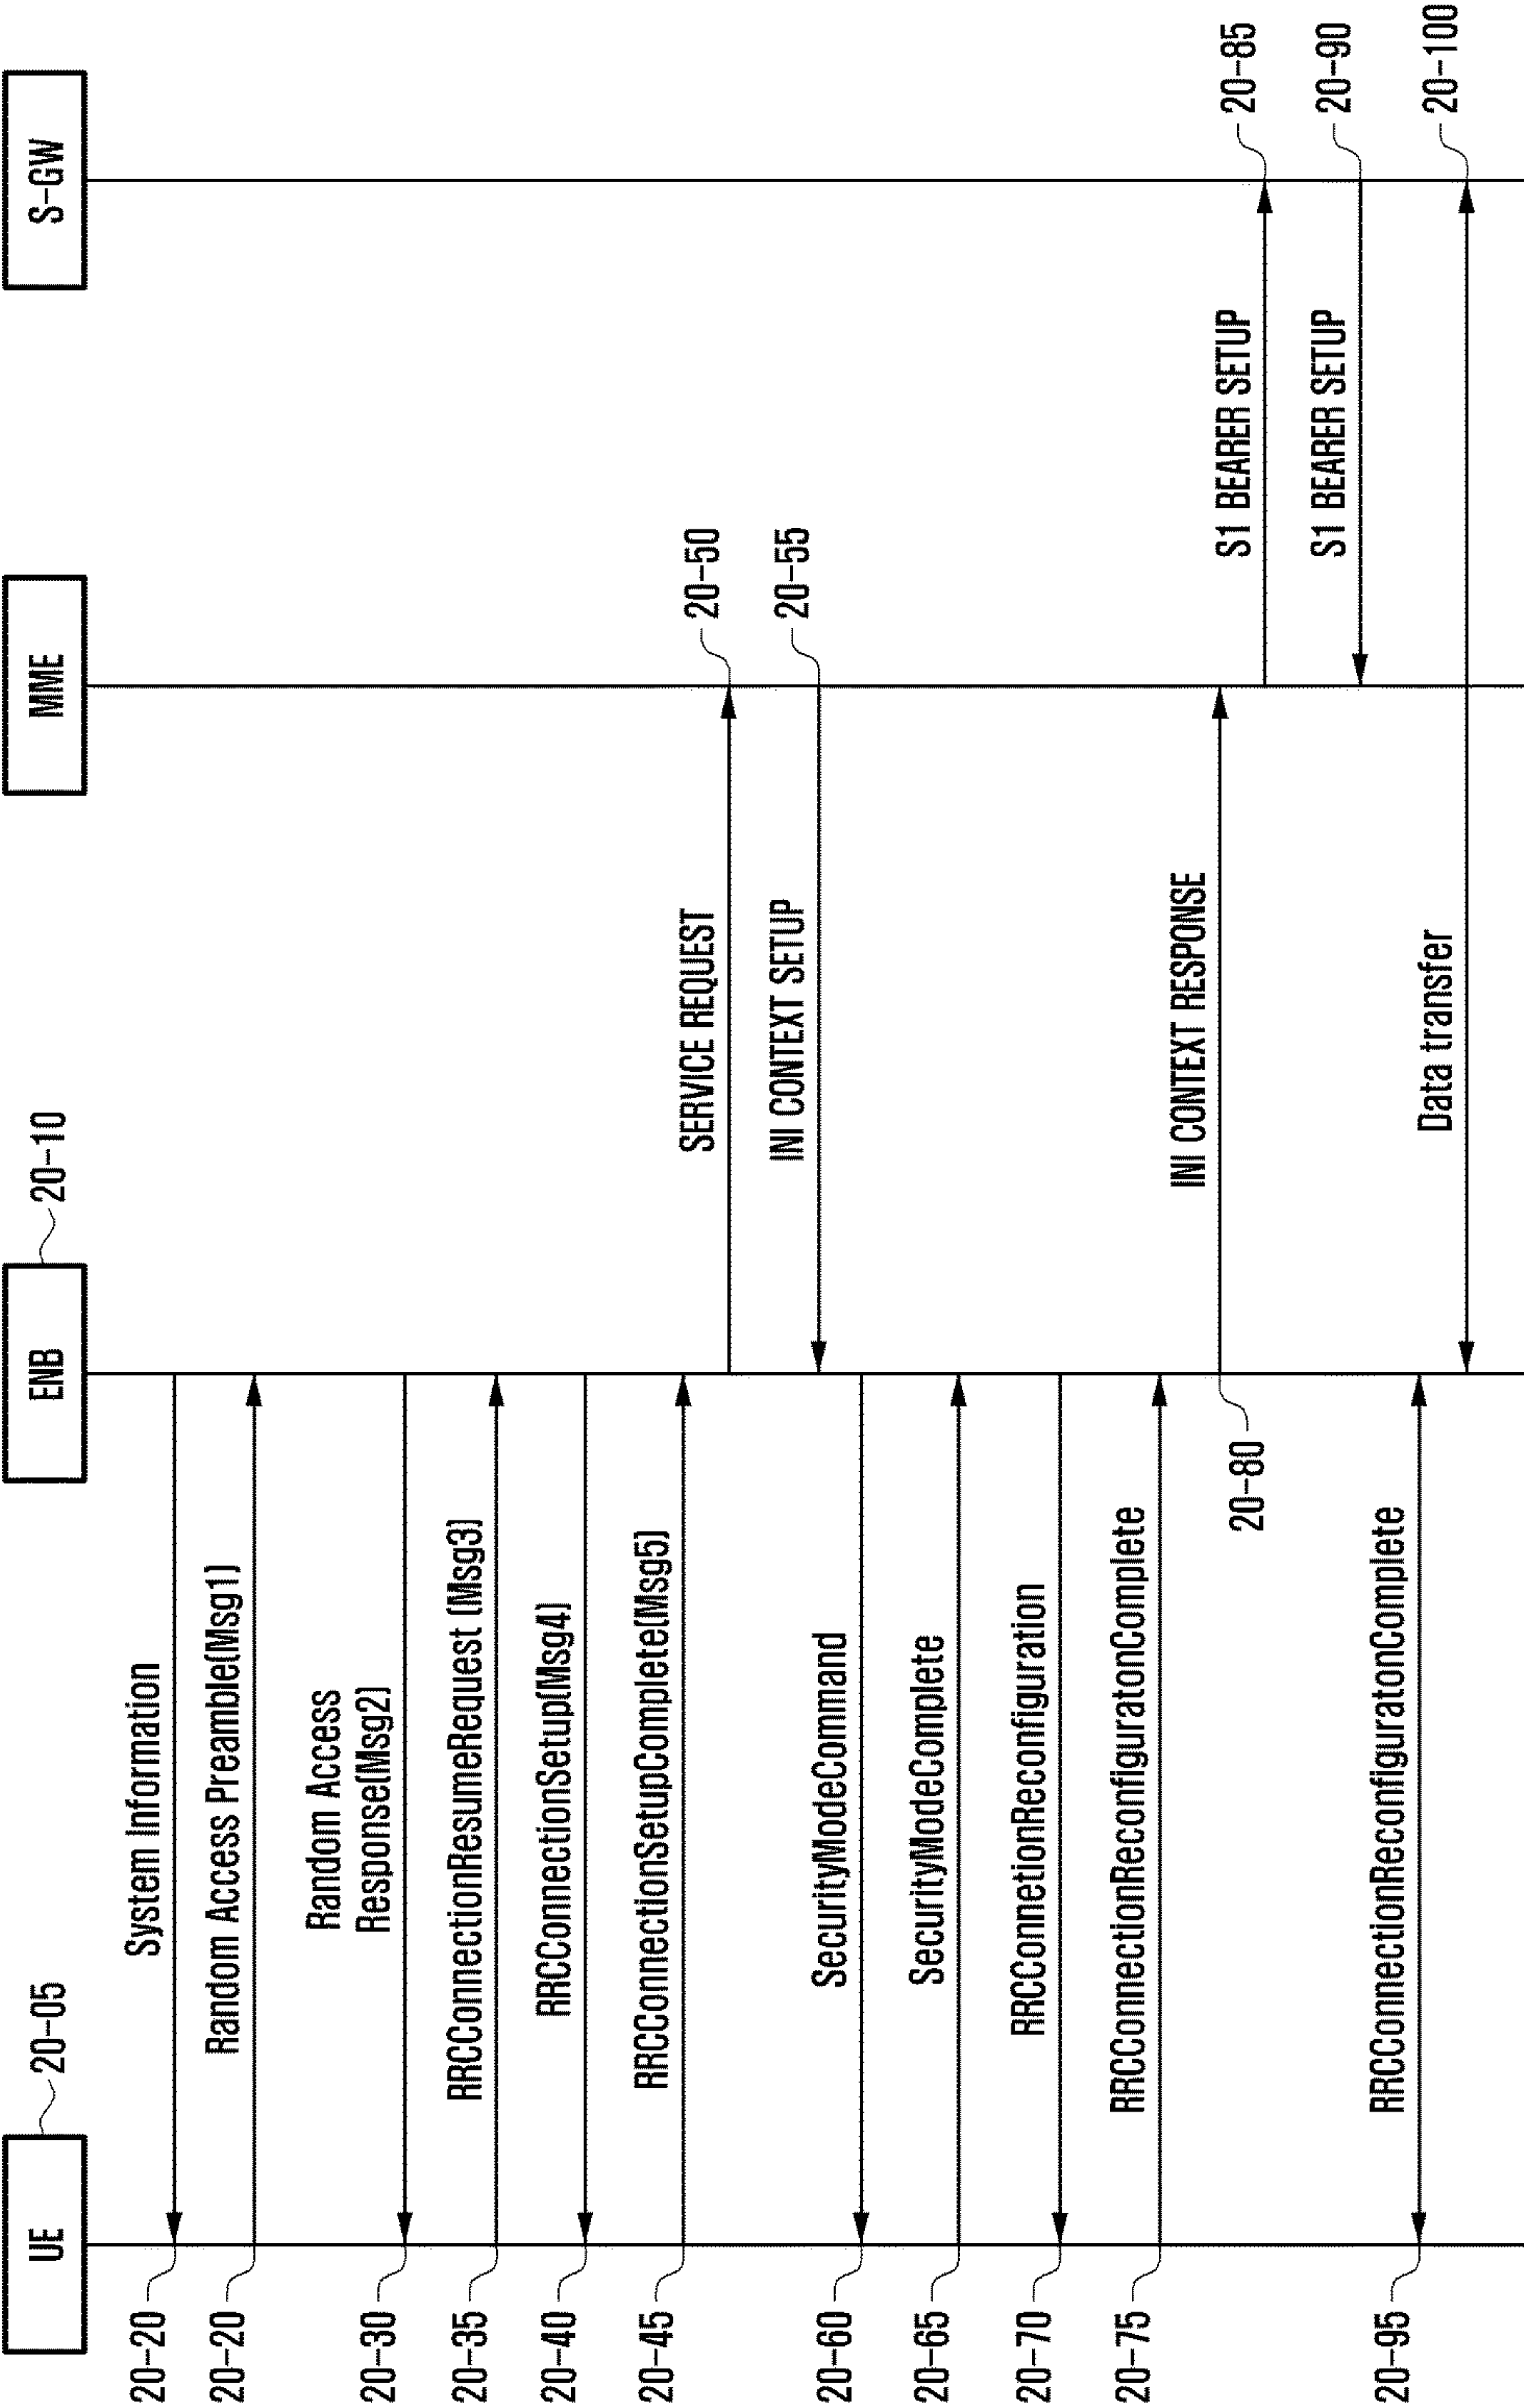 UE
20-05
ENB
20-10
MME
S-GW
20-20
System Information
20-20
Random Access Preamble(Msg1)
20-30
Random Access
Response(Msg2)
20-35
RRCConnectionResumeRequest (Msg3)
20-40
RRCConnectionSetup(Msg4)
20-45
RRCConnectionSetupComplete(Msg5)
SERVICE REQUEST
20-50
INI CONTEXT SETUP
20-55
20-60
SecurityModeCommand
20-65
SecurityModeComplete
20-70
RRCConnetionReconfiguration
20-75
RRCConnectionReconfiguratonComplete
INI CONTEXT RESPONSE
20-80
S1 BEARER SETUP
20-85
S1 BEARER SETUP
20-90
20-95
RRCConnectionReconfiguratonComplete
Data transfer
20-100